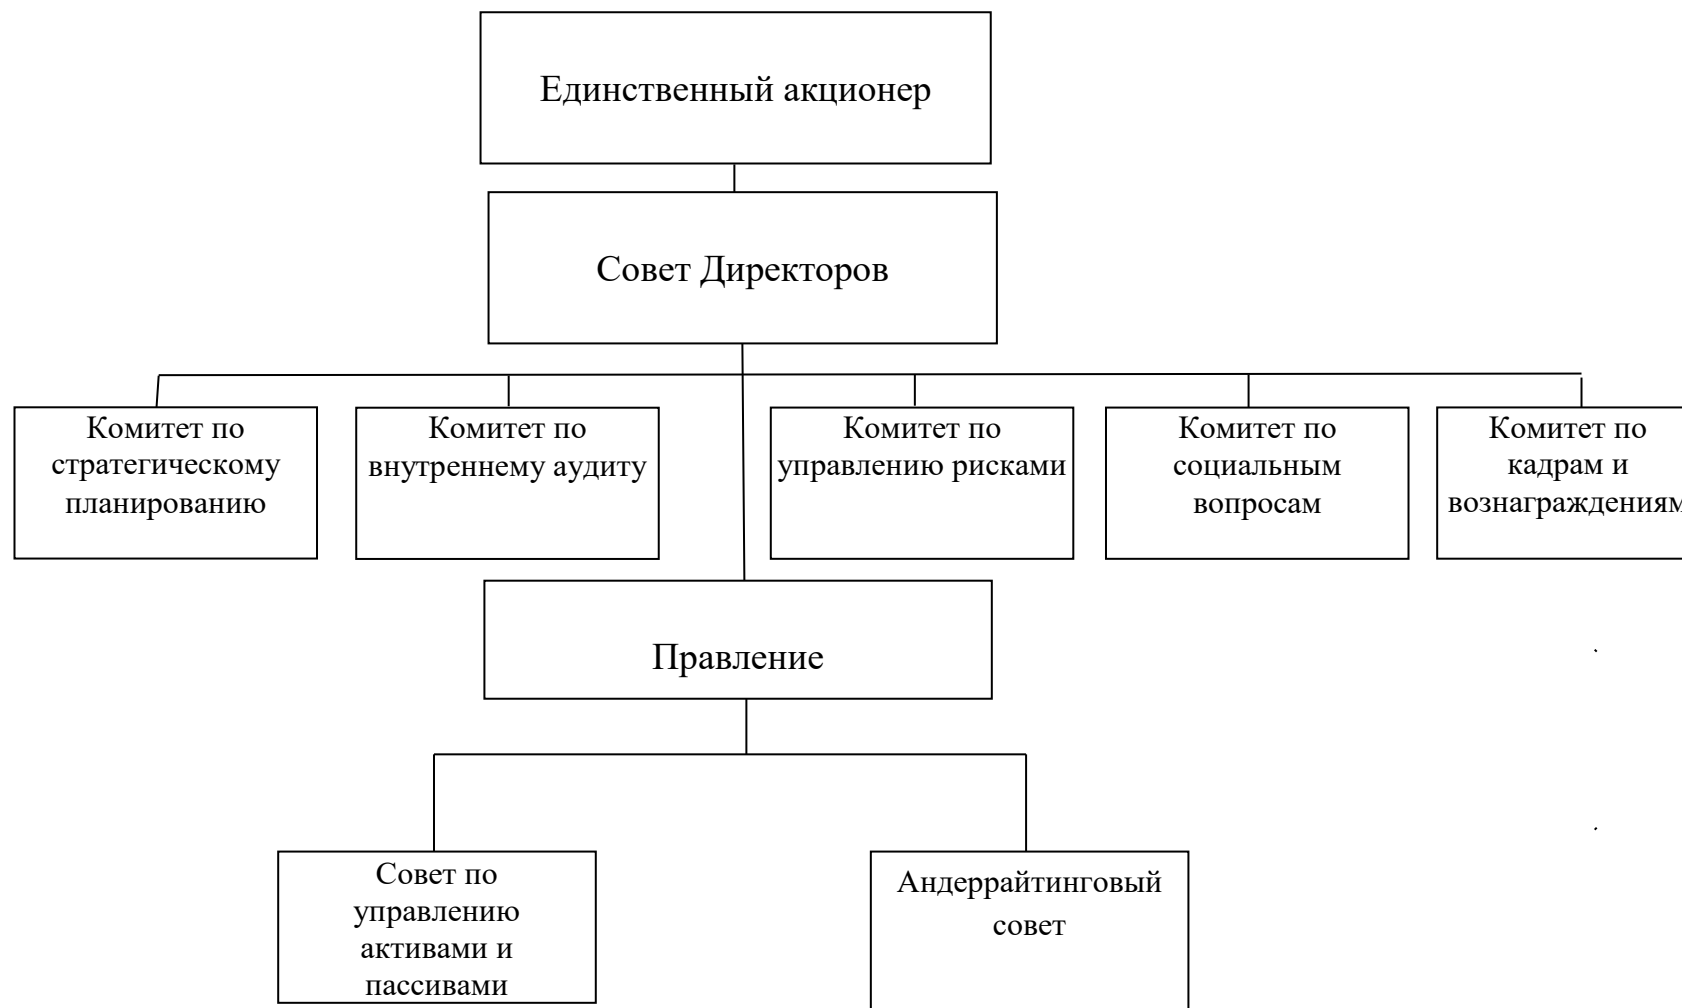 Единственный акционер
Совет Директоров
Комитет по
стратегическому
планированию
Комитет по
внутреннему аудиту
Комитет по
управлению рисками
Комитет по
социальным
вопросам
Комитет по
кадрам и
вознаграждениям
Правление
Совет по
управлению
активами и
пассивами
Андеррайтинговый
совет